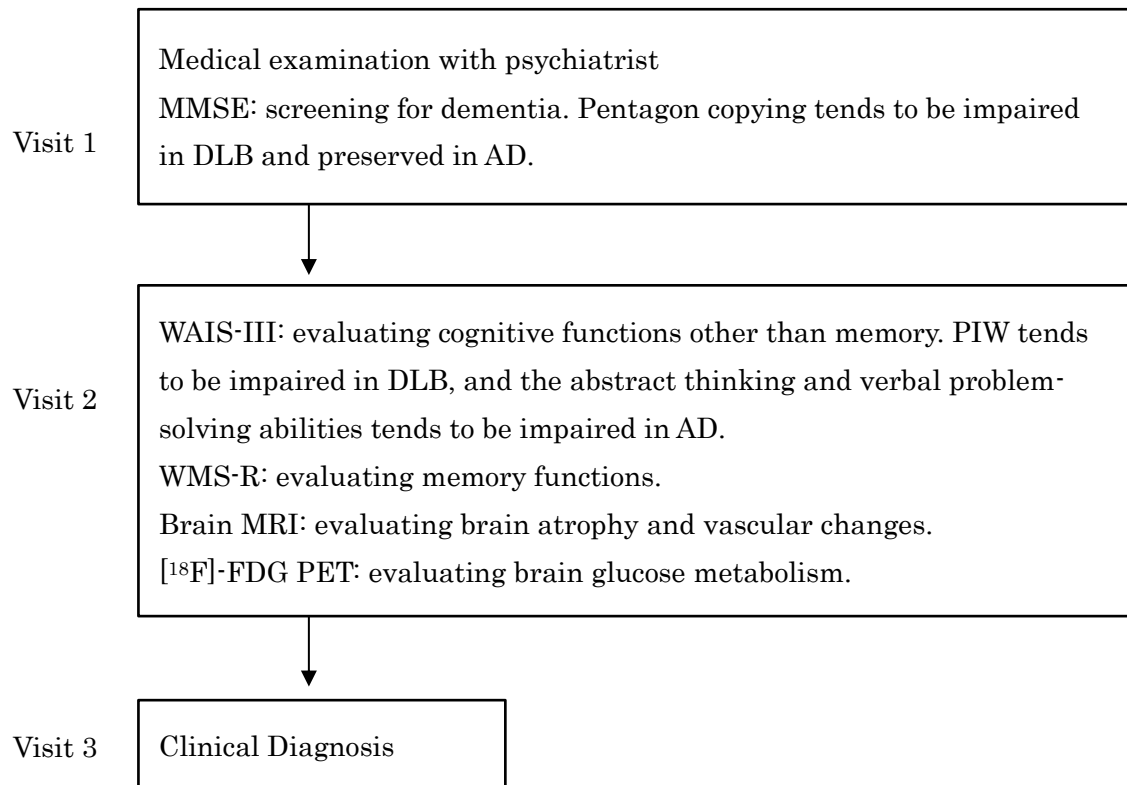 Visit 1
Medical examination with psychiatrist
MMSE: screening for dementia. Pentagon copying tends to be impaired
in DLB and preserved in AD.
Visit 2
WAIS-III: evaluating cognitive functions other than memory. PIW tends
to be impaired in DLB, and the abstract thinking and verbal problem-
solving abilities tends to be impaired in AD.
WMS-R: evaluating memory functions.
Brain MRI: evaluating brain atrophy and vascular changes.
[¹⁸F]-FDG PET: evaluating brain glucose metabolism.
Visit 3
Clinical Diagnosis